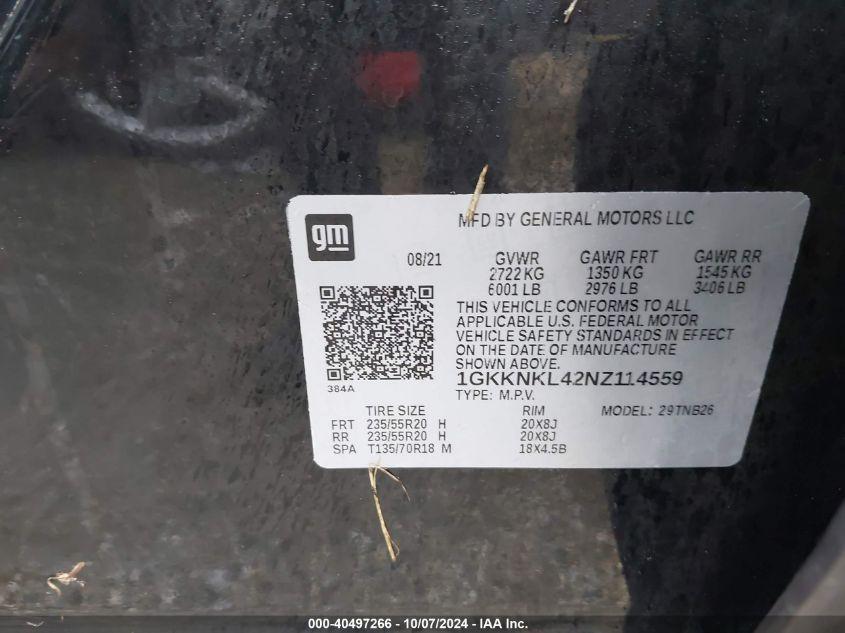 MFD BY GENERAL MOTORS LLC
gm
08/21
GVWR GAWR FRT GAWR RR
2722 KG 1350 KG 1545 KG
6001 LB 2976 LB 3406 LB
THIS VEHICLE CONFORMS TO ALL
APPLICABLE U.S. FEDERAL MOTOR
VEHICLE SAFETY STANDARDS IN EFFECT
ON THE DATE OF MANUFACTURE
SHOWN ABOVE.
384A
1GKKNKL42NZ114559
TYPE: M.P.V.
TIRE SIZE RIM MODEL: 29TNB26
FRT 235/55R20 H 20X8J
RR 235/55R20 H 20X8J
SPA T135/70R18 M 18X4.5B
000-40497266 - 10/07/2024 - IAA Inc.